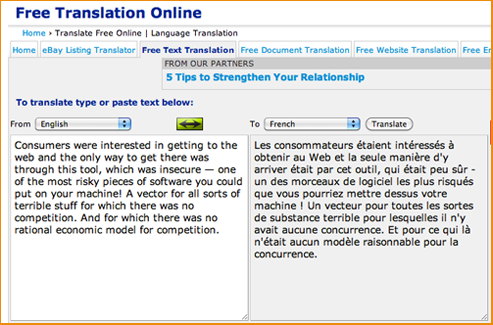 Free Translation Online
Home › Translate Free Online | Language Translation
Home eBay Listing Translator Free Text Translation Free Document Translation Free Website Translation Free En
FROM OUR PARTNERS
5 Tips to Strengthen Your Relationship
To translate type or paste text below:
From English To French Translate
Consumers were interested in getting to the
web and the only way to get there was
through this tool, which was insecure — one
of the most risky pieces of software you could
put on your machine! A vector for all sorts of
terrible stuff for which there was no
competition. And for which there was no
rational economic model for competition.
Les consommateurs étaient intéressés à
obtenir au Web et la seule manière d'y
arriver était par cet outil, qui était peu sûr -
un des morceaux de logiciel les plus risqués
que vous pourriez mettre dessus votre
machine ! Un vecteur pour toutes les sortes
de substance terrible pour lesquelles il n'y
avait aucune concurrence. Et pour ce qui là
n'était aucun modèle raisonnable pour la
concurrence.